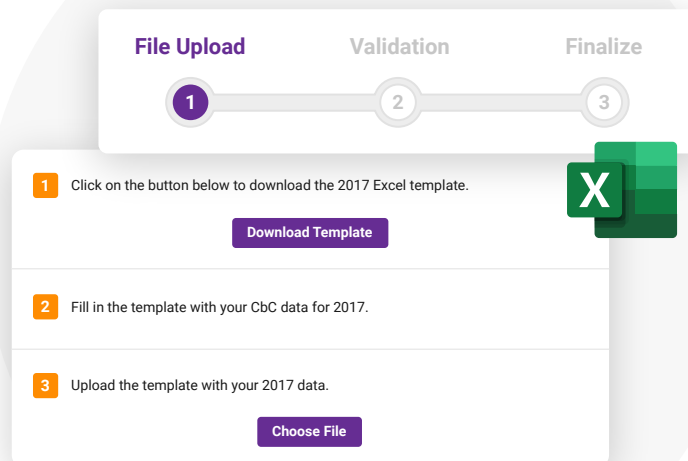 File Upload Validation Finalize
1 2 3
X
1 Click on the button below to download the 2017 Excel template.
Download Template
2 Fill in the template with your CbC data for 2017.
3 Upload the template with your 2017 data.
Choose File